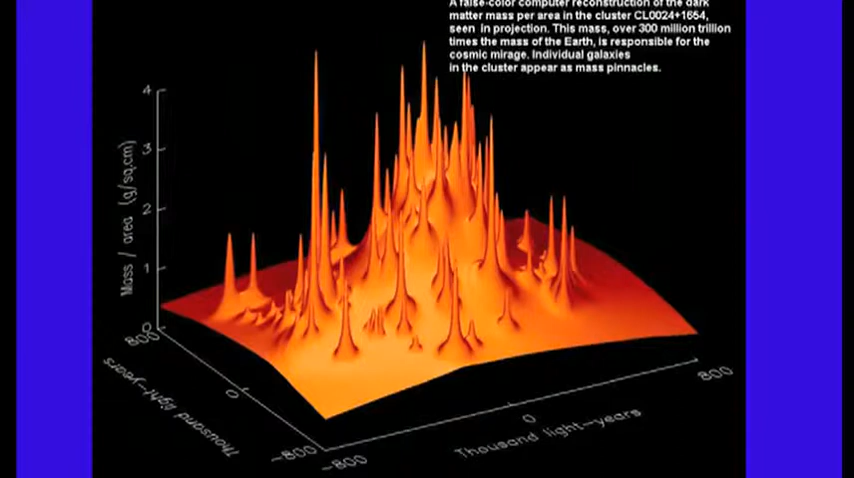 A false-color computer reconstruction of the dark
matter mass per area in the cluster CL0024+1654,
seen in projection. This mass, over 300 million trillion
times the mass of the Earth, is responsible for the
cosmic mirage. Individual galaxies
in the cluster appear as mass pinnacles.
4
3
2
1
0
Mass / area (g/sq.cm)
800
0
-800
Thousand light-years
-800
0
800
Thousand light-years